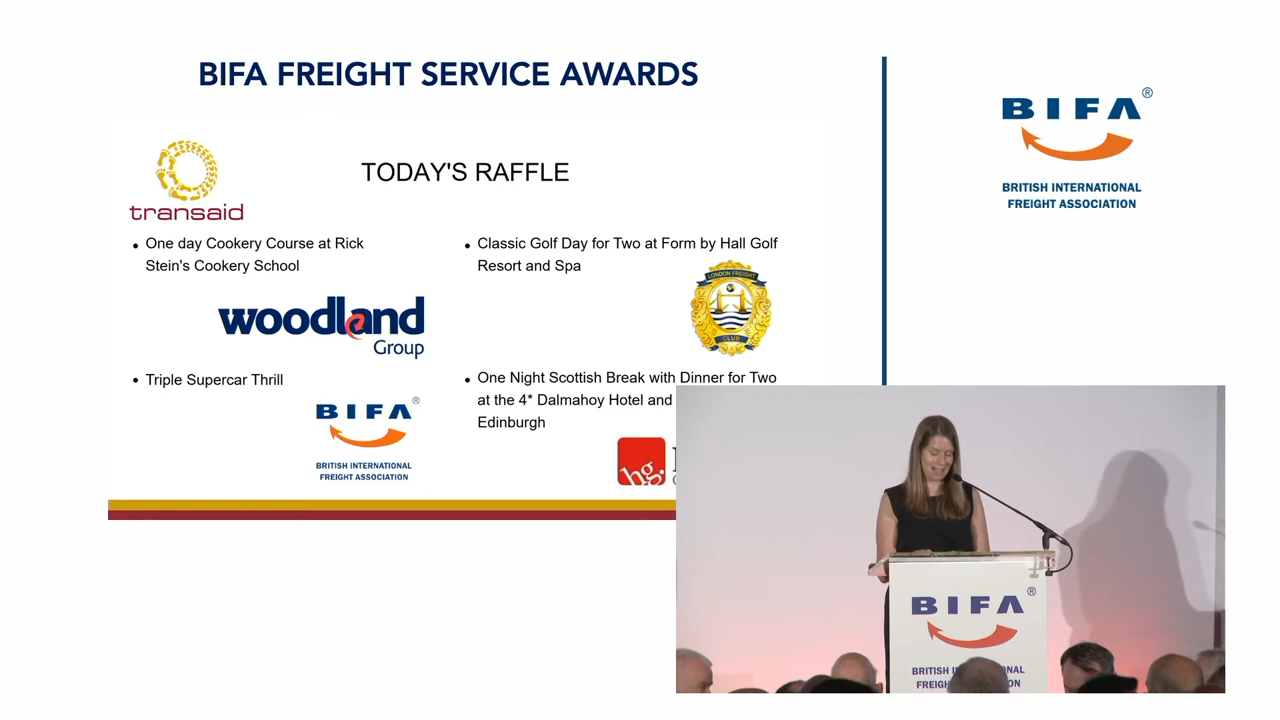 BIFA FREIGHT SERVICE AWARDS
transaid
TODAY'S RAFFLE
• One day Cookery Course at Rick
Stein's Cookery School
woodland
Group
• Triple Supercar Thrill
BIFA®
BRITISH INTERNATIONAL
FREIGHT ASSOCIATION
• Classic Golf Day for Two at Form by Hall Golf
Resort and Spa
LONDON FREIGHT
CLUB
• One Night Scottish Break with Dinner for Two
at the 4* Dalmahoy Hotel and
Edinburgh
hg.
BIFA®
BRITISH INTERNATIONAL
FREIGHT ASSOCIATION
BIFA®